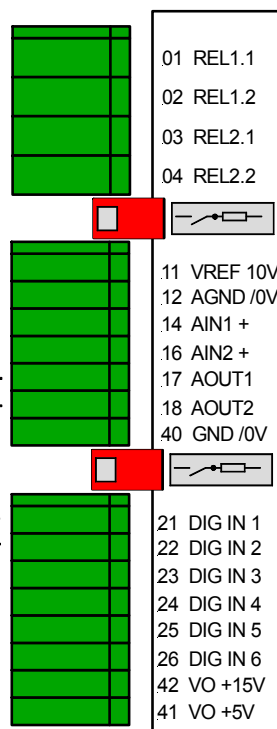 01 REL1.1
02 REL1.2
03 REL2.1
04 REL2.2
11 VREF 10V
12 AGND /0V
14 AIN1 +
16 AIN2 +
17 AOUT1
18 AOUT2
40 GND /0V
21 DIG IN 1
22 DIG IN 2
23 DIG IN 3
24 DIG IN 4
25 DIG IN 5
26 DIG IN 6
42 VO +15V
41 VO +5V